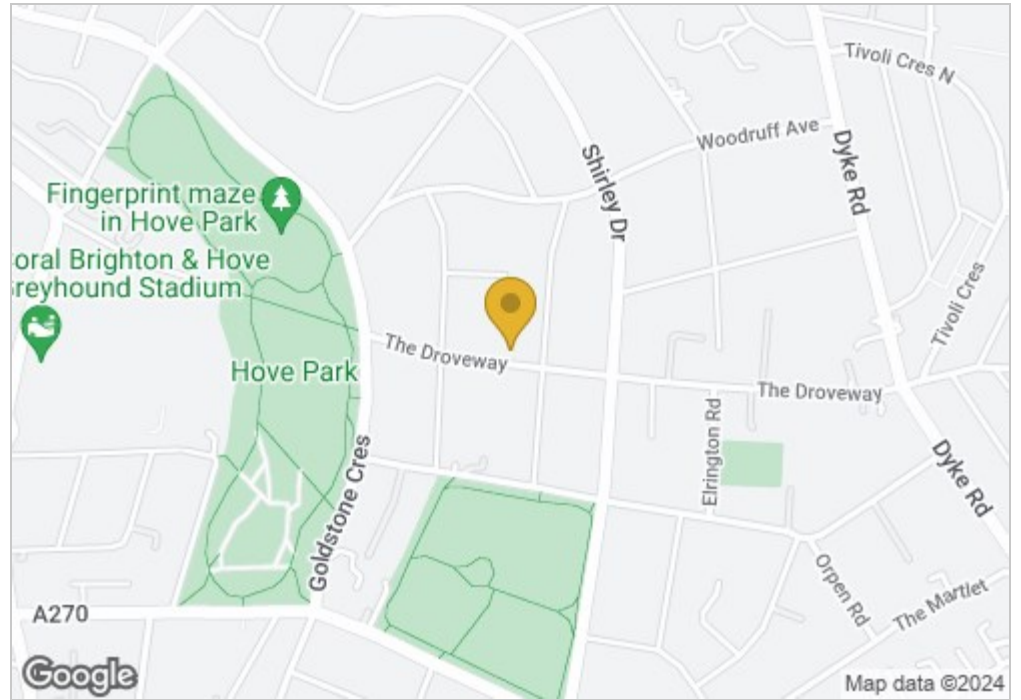 Tivoli Cres N
Woodruff Ave
Dyke Rd
Shirley Dr
Fingerprint maze
in Hove Park
oral Brighton & Hove
reyhound Stadium
Tivoli Cres
The Droveway
Hove Park
The Droveway
Elrington Rd
Dyke Rd
Goldstone Cres
Orpen Rd
The Martlet
A270
Google
Map data ©2024